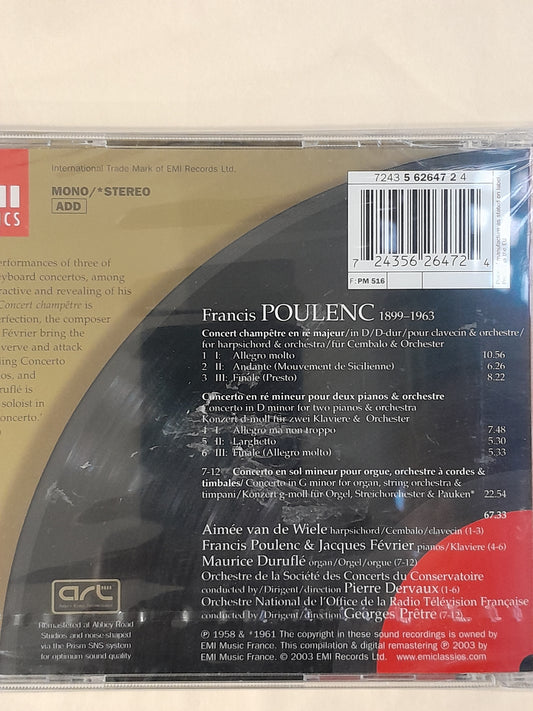 International Trade Mark of EMI Records Ltd.
MONO/*STEREO
ADD
7243 5 62647 2 4
7 24356 26472 4
F: PM 516
erformances of three of
eyboard concertos, among
ractive and revealing of his
Concert champêtre is
erfection, the composer
Février bring the
verve and attack
ling Concerto
os, and
uruflé is
soloist in
oncerto.'
Francis POULENC 1899–1963
Concert champêtre en ré majeur/in D/D-dur/pour clavecin & orchestre/
for harpsichord & orchestra/für Cembalo & Orchester
1 I: Allegro molto 10.56
2 II: Andante (Mouvement de Sicilienne) 6.26
3 III: Finale (Presto) 8.22
Concerto en ré mineur pour deux pianos & orchestre
Concerto in D minor for two pianos & orchestra
Konzert d-moll für zwei Klaviere & Orchester
4 I: Allegro ma non troppo 7.48
5 II: Larghetto 5.30
6 III: Finale (Allegro molto) 5.33
7-12 Concerto en sol mineur pour orgue, orchestre à cordes &
timbales/Concerto in G minor for organ, string orchestra &
timpani/Konzert g-moll für Orgel, Streichorchester & Pauken* 22.54
67.33
Aimée van de Wiele harpsichord/Cembalo/clavecin (1-3)
Francis Poulenc & Jacques Février pianos/Klaviere (4-6)
Maurice Duruflé organ/Orgel/orgue (7-12)
Orchestre de la Société des Concerts du Conservatoire
conducted by/Dirigent/direction Pierre Dervaux (1-6)
Orchestre National de l'Office de la Radio Télévision Française
conducted by/Dirigent/direction Georges Prêtre (7-12)
art
Remastered at Abbey Road
Studios and noise-shaped
via the Prism SNS system
for optimum sound quality
℗ 1958 & *1961 The copyright in these sound recordings is owned by
EMI Music France. This compilation & digital remastering ℗ 2003 by
EMI Music France. © 2003 EMI Records Ltd. www.emiclassics.com